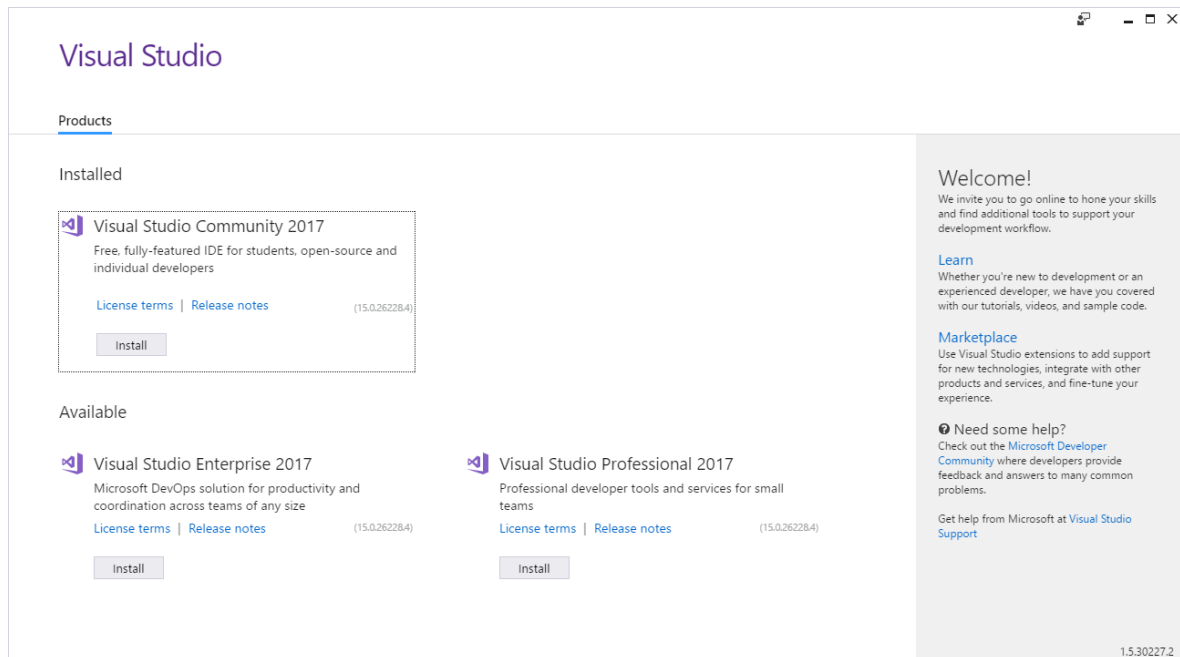 Visual Studio
Products
Installed
Visual Studio Community 2017
Free, fully-featured IDE for students, open-source and
individual developers
License terms | Release notes (15.0.26228.4)
Install
Available
Visual Studio Enterprise 2017
Microsoft DevOps solution for productivity and
coordination across teams of any size
License terms | Release notes (15.0.26228.4)
Install
Visual Studio Professional 2017
Professional developer tools and services for small
teams
License terms | Release notes (15.0.26228.4)
Install
Welcome!
We invite you to go online to hone your skills
and find additional tools to support your
development workflow.
Learn
Whether you're new to development or an
experienced developer, we have you covered
with our tutorials, videos, and sample code.
Marketplace
Use Visual Studio extensions to add support
for new technologies, integrate with other
products and services, and fine-tune your
experience.
Need some help?
Check out the Microsoft Developer
Community where developers provide
feedback and answers to many common
problems.
Get help from Microsoft at Visual Studio
Support
1.5.30227.2